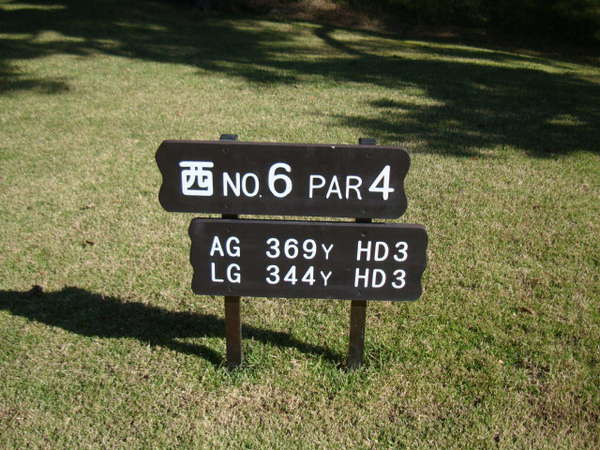 西 NO.6 PAR 4
AG 369Y HD3
LG 344Y HD3